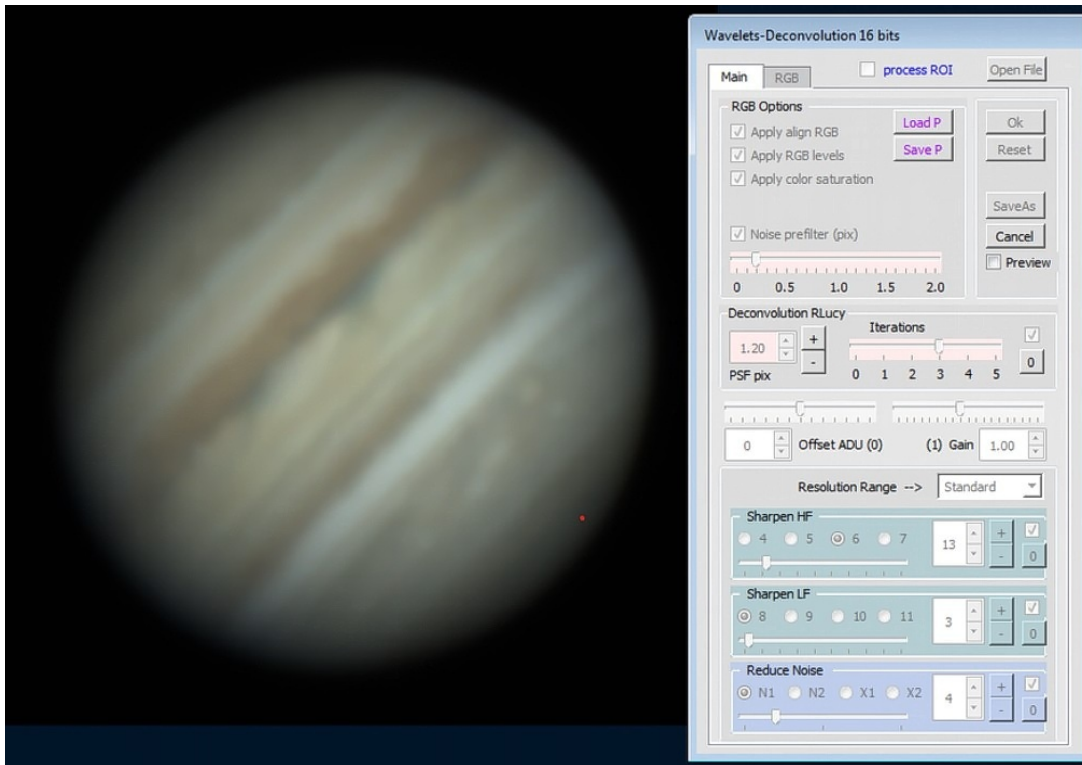 Wavelets-Deconvolution 16 bits
Main RGB process ROI Open File
RGB Options
Apply align RGB Load P Ok
Apply RGB levels Save P Reset
Apply color saturation
SaveAs
Noise prefilter (pix) Cancel
Preview
0 0.5 1.0 1.5 2.0
Deconvolution RLucy
Iterations
1.20 + -
PSF pix 0 1 2 3 4 5 0
0 Offset ADU (0) (1) Gain 1.00
Resolution Range --> Standard
Sharpen HF
4 5 6 7 13 + - 0
Sharpen LF
8 9 10 11 3 + - 0
Reduce Noise
N1 N2 X1 X2 4 + - 0